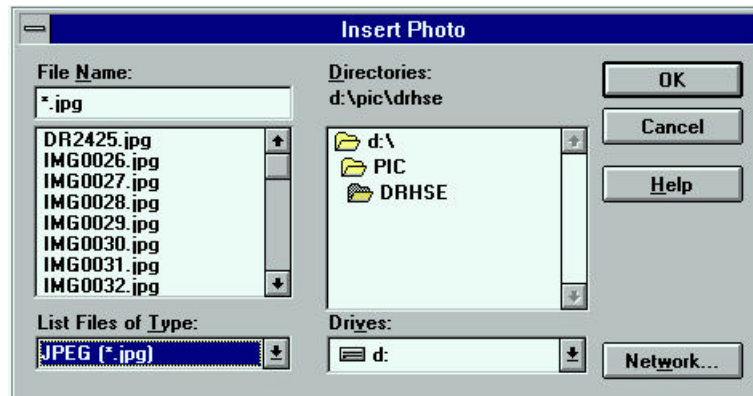 Insert Photo
File Name:
*.jpg
DR2425.jpg
IMG0026.jpg
IMG0027.jpg
IMG0028.jpg
IMG0029.jpg
IMG0030.jpg
IMG0031.jpg
IMG0032.jpg
List Files of Type:
JPEG (*.jpg)
Directories:
d:\pic\drhse
d:\
PIC
DRHSE
Drives:
d:
OK
Cancel
Help
Network...